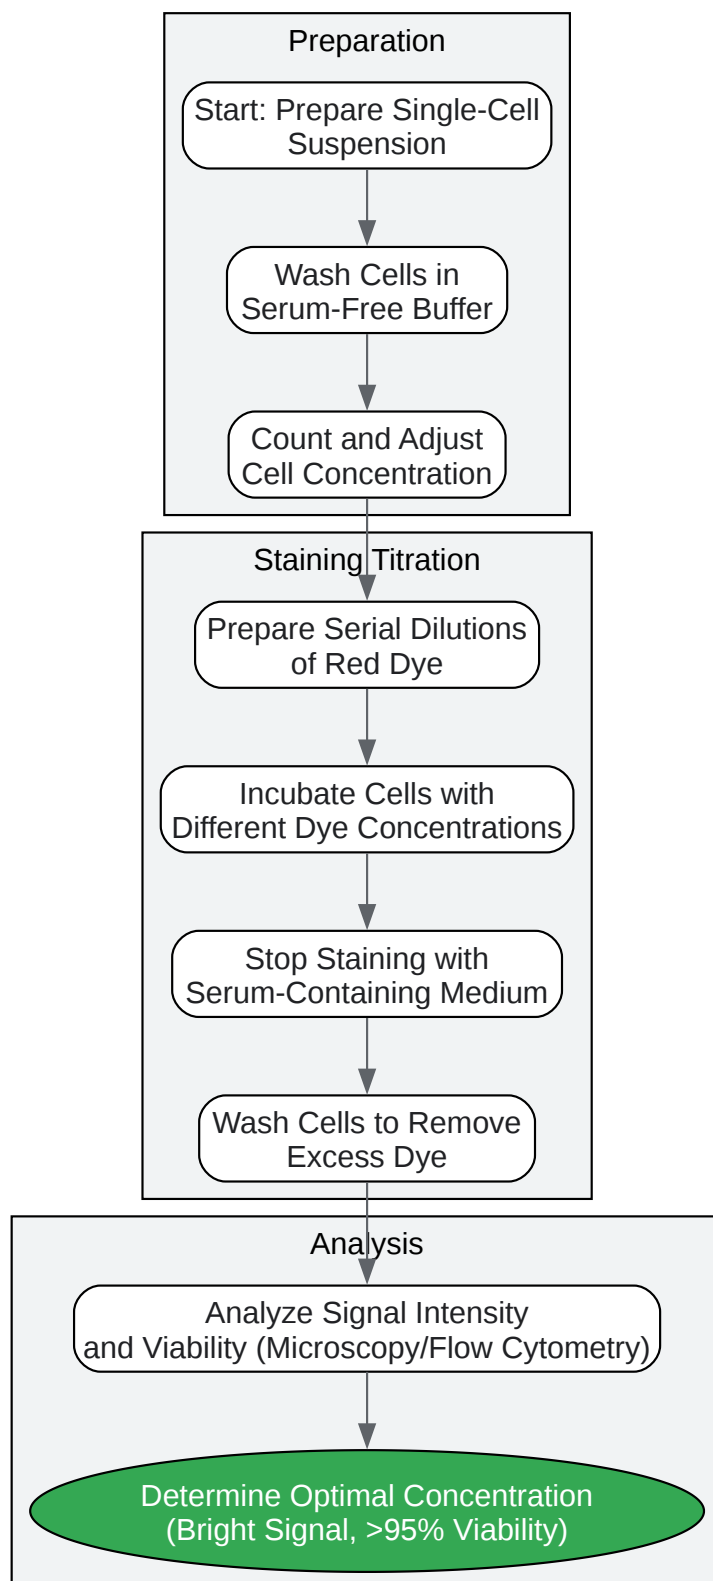 Preparation
Start: Prepare Single-Cell
Suspension
Wash Cells in
Serum-Free Buffer
Count and Adjust
Cell Concentration
Staining Titration
Prepare Serial Dilutions
of Red Dye
Incubate Cells with
Different Dye Concentrations
Stop Staining with
Serum-Containing Medium
Wash Cells to Remove
Excess Dye
Analysis
Analyze Signal Intensity
and Viability (Microscopy/Flow Cytometry)
Determine Optimal Concentration
(Bright Signal, >95% Viability)